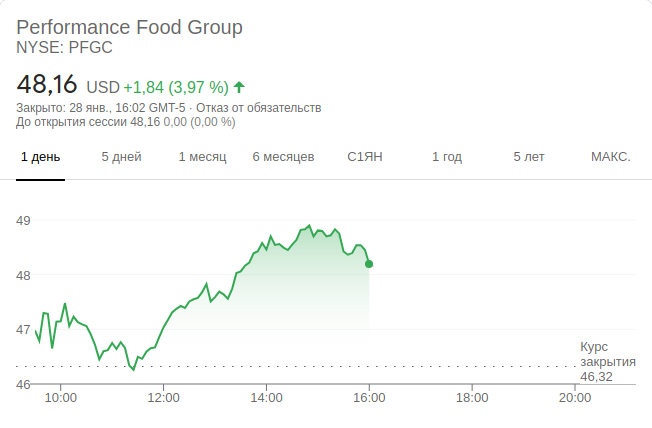 Performance Food Group
NYSE: PFGC
48,16 USD +1,84 (3,97 %)
Закрыто: 28 янв., 16:02 GMT-5 · Отказ от обязательств
До открытия сессии 48,16 0,00 (0,00 %)
1 день 5 дней 1 месяц 6 месяцев С1ЯН 1 год 5 лет МАКС.
49
48
47
Курс
закрытия
46,32
46
10:00 12:00 14:00 16:00 18:00 20:00